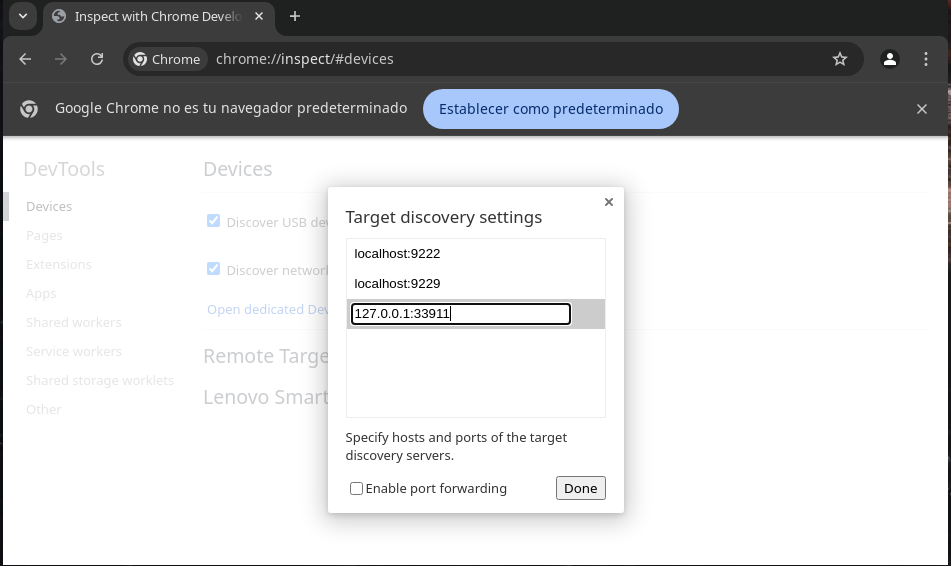 Inspect with Chrome Develo
Chrome
chrome://inspect/#devices
Google Chrome no es tu navegador predeterminado
Establecer como predeterminado
DevTools
Devices
Pages
Extensions
Apps
Shared workers
Service workers
Shared storage worklets
Other
Devices
Discover USB dev
Discover network
Open dedicated Dev
Remote Targe
Lenovo Smart
Target discovery settings
localhost:9222
localhost:9229
127.0.0.1:33911
Specify hosts and ports of the target
discovery servers.
Enable port forwarding
Done